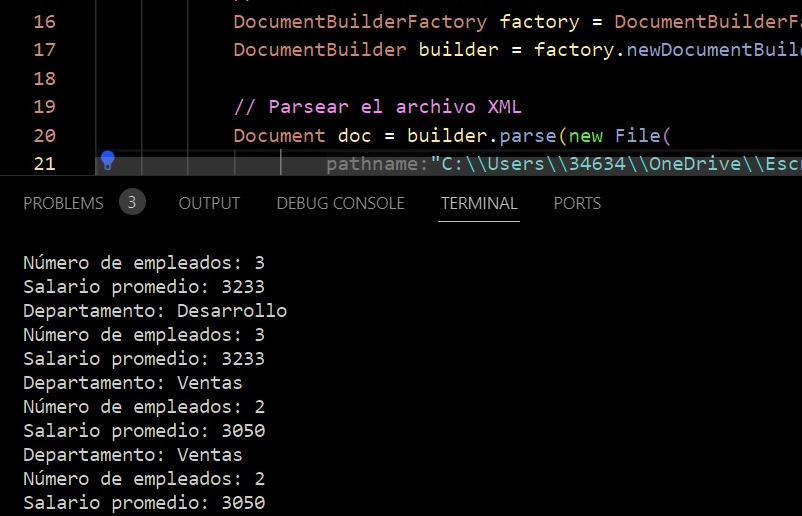 16 DocumentBuilderFactory factory = DocumentBuilderFa
17 DocumentBuilder builder = factory.newDocumentBuil
18
19 // Parsear el archivo XML
20 Document doc = builder.parse(new File(
21 pathname:"C:\\Users\\34634\\OneDrive\\Escr
PROBLEMS 3 OUTPUT DEBUG CONSOLE TERMINAL PORTS
Número de empleados: 3
Salario promedio: 3233
Departamento: Desarrollo
Número de empleados: 3
Salario promedio: 3233
Departamento: Ventas
Número de empleados: 2
Salario promedio: 3050
Departamento: Ventas
Número de empleados: 2
Salario promedio: 3050